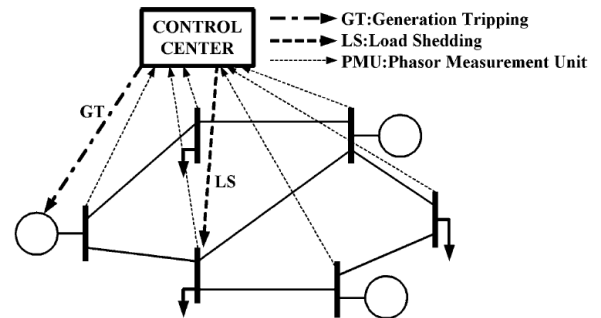 CONTROL
CENTER
GT:Generation Tripping
LS:Load Shedding
PMU:Phasor Measurement Unit
GT
LS